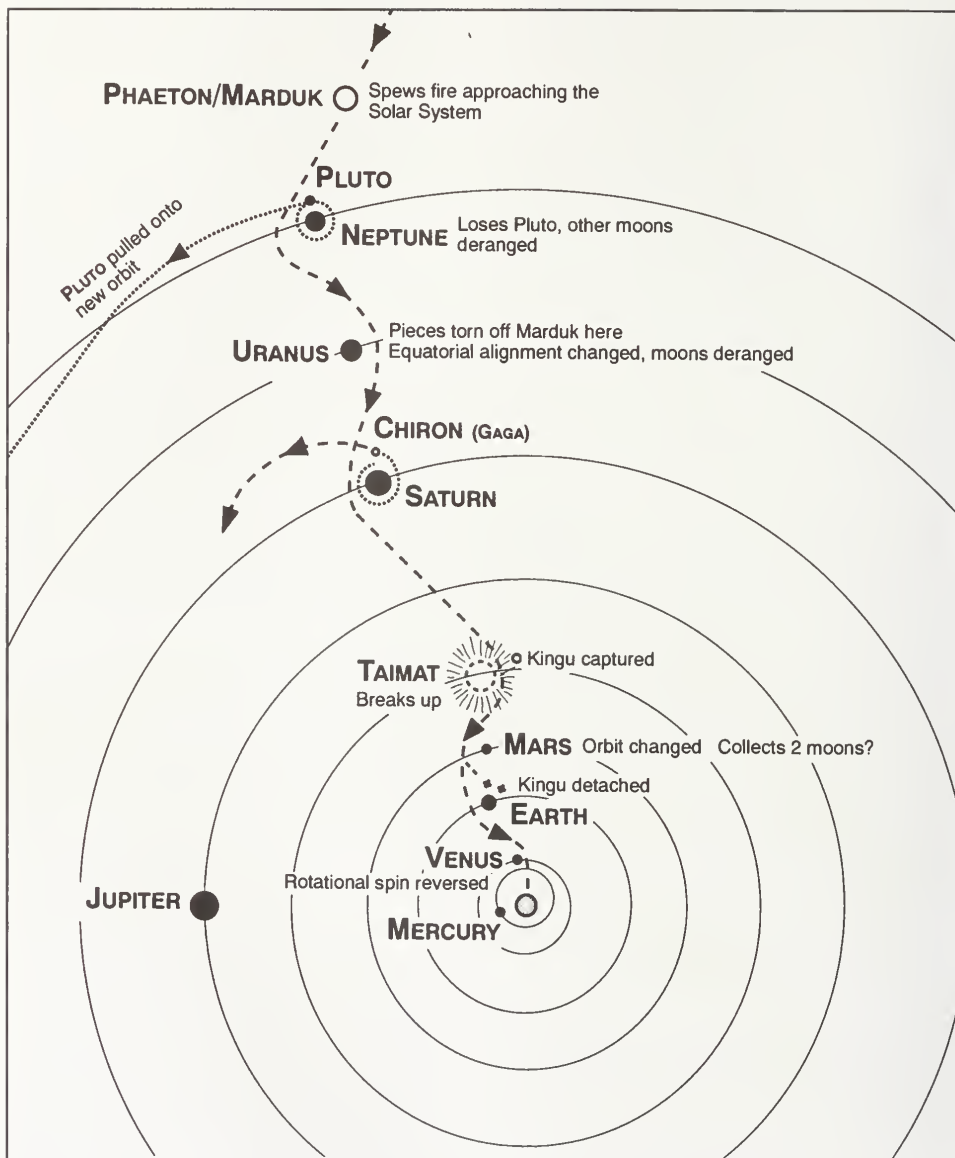 PHAETON/MARDUK
Spews fire approaching the
Solar System
PLUTO
PLUTO pulled onto
new orbit
NEPTUNE
Loses Pluto, other moons
deranged
URANUS
Pieces torn off Marduk here
Equatorial alignment changed, moons deranged
CHIRON (GAGA)
SATURN
TAIMAT
Breaks up
Kingu captured
MARS Orbit changed Collects 2 moons?
Kingu detached
EARTH
VENUS
Rotational spin reversed
JUPITER
MERCURY